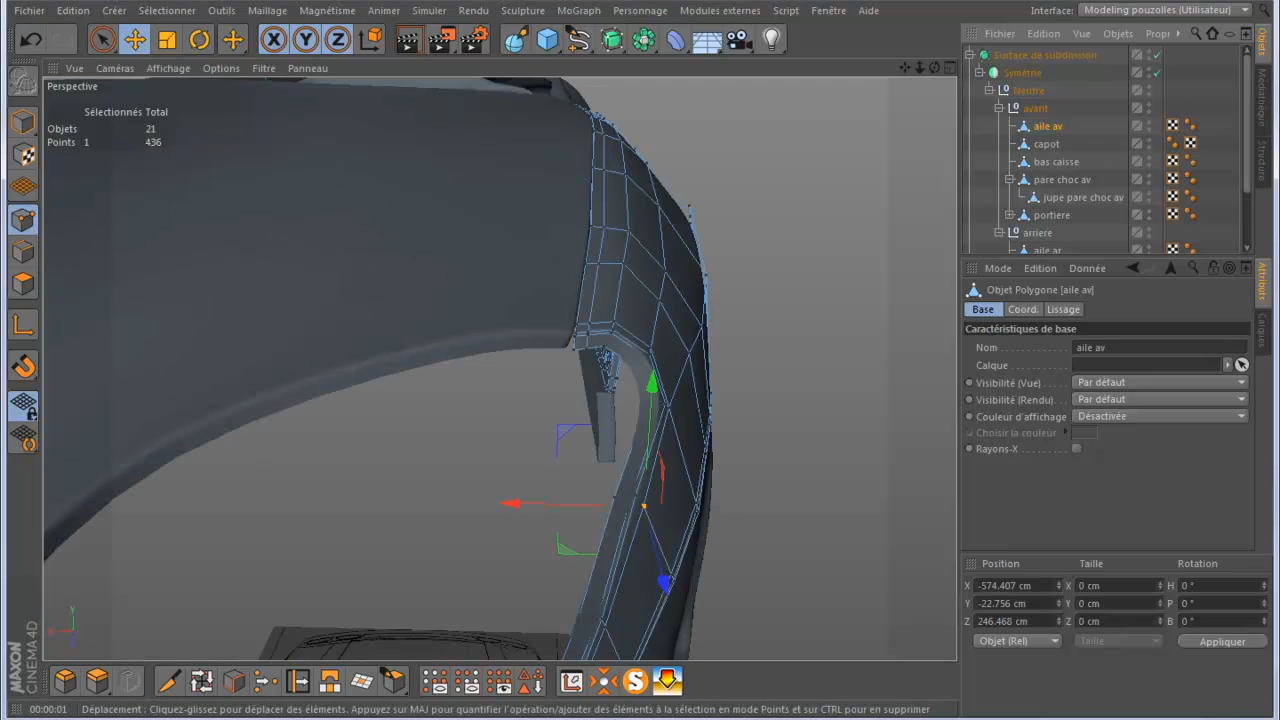 Fichier Edition Créer Sélectionner Outils Maillage Magnétisme Animer Simuler Rendu Sculpture MoGraph Personnage Modules externes Script Fenêtre Aide Interface: Modeling pouzolles (Utilisateur)
X Y Z
Vue Caméras Affichage Options Filtre Panneau
Fichier Edition Vue Objets Propr
Perspective
Sélectionnés Total
Objets 21
Points 1 436
Surface de subdivision
Symétrie
Neutre
avant
aile av
capot
bas caisse
pare choc av
jupe pare choc av
portiere
arriere
aile ar
Objets
Médiathèque
Structure
Mode Edition Donnée
Objet Polygone [aile av]
Base Coord. Lissage
Caractéristiques de base
Nom aile av
Calque
Visibilité (Vue) Par défaut
Visibilité (Rendu) Par défaut
Couleur d'affichage Désactivée
Choisir la couleur
Rayons-X
Attributs
Calques
Position Taille Rotation
X -574.407 cm X 0 cm H 0 °
Y -22.756 cm Y 0 cm P 0 °
Z 246.468 cm Z 0 cm B 0 °
Objet (Rel) Taille Appliquer
Y
X
Z
MAXON
CINEMA 4D
S
00:00:01 Déplacement : Cliquez-glissez pour déplacer des éléments. Appuyez sur MAJ pour quantifier l'opération/ajouter des éléments à la sélection en mode Points et sur CTRL pour en supprimer